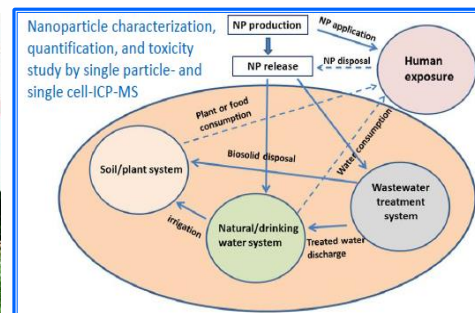 Nanoparticle characterization,
quantification, and toxicity
study by single particle- and
single cell-ICP-MS
NP production
NP application
NP release
NP disposal
Human
exposure
Plant or food
consumption
Water consumption
Biosolid disposal
Soil/plant system
Wastewater
treatment
system
irrigation
Natural/drinking
water system
Treated water
discharge